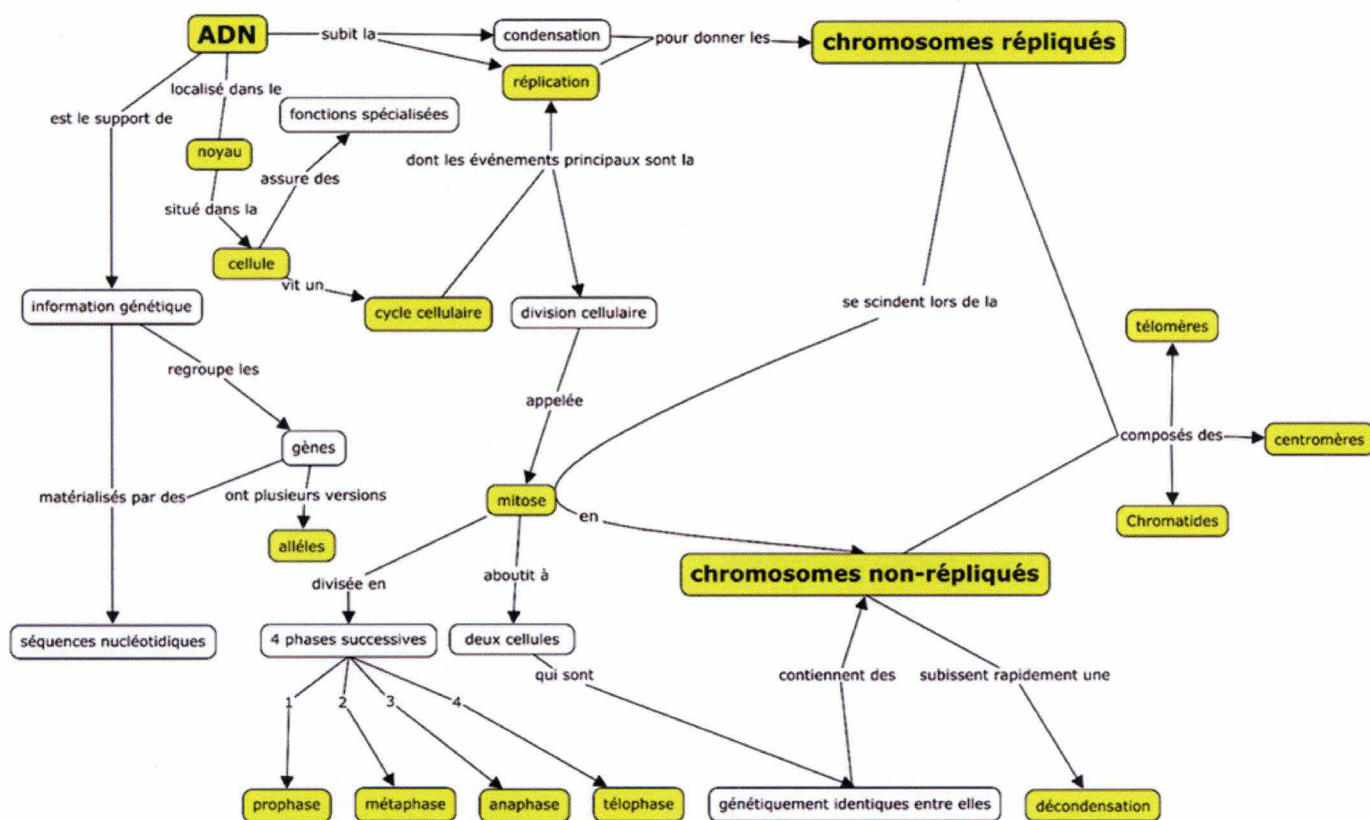 ADN
subit la
condensation
pour donner les
chromosomes répliqués
réplication
localisé dans le
fonctions spécialisées
est le support de
noyau
assure des
dont les événements principaux sont la
situé dans la
cellule
vit un
information génétique
cycle cellulaire
division cellulaire
se scindent lors de la
télomères
regroupe les
appelée
gènes
composés des
centromères
matérialisés par des
ont plusieurs versions
mitose
en
Chromatides
alléles
chromosomes non-répliqués
divisée en
aboutit à
séquences nucléotidiques
4 phases successives
deux cellules
qui sont
contiennent des
subissent rapidement une
1
2
3
4
prophase
métaphase
anaphase
télophase
génétiquement identiques entre elles
décondensation